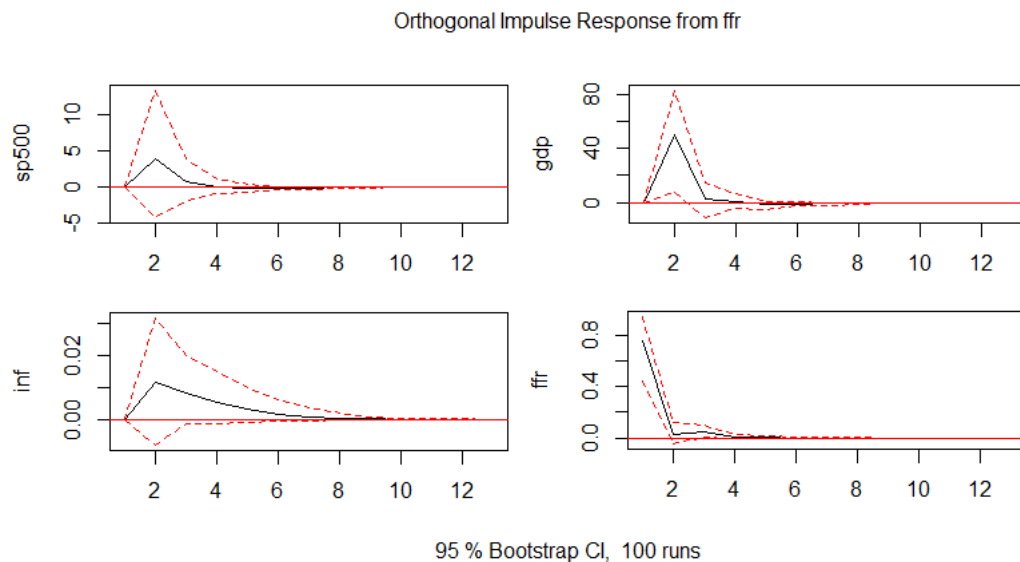 Orthogonal Impulse Response from ffr
sp500
-5 0 5 10
2 4 6 8 10 12
gdp
0 40 80
2 4 6 8 10 12
inf
0.00 0.02
2 4 6 8 10 12
ffr
0.0 0.4 0.8
2 4 6 8 10 12
95 % Bootstrap CI, 100 runs